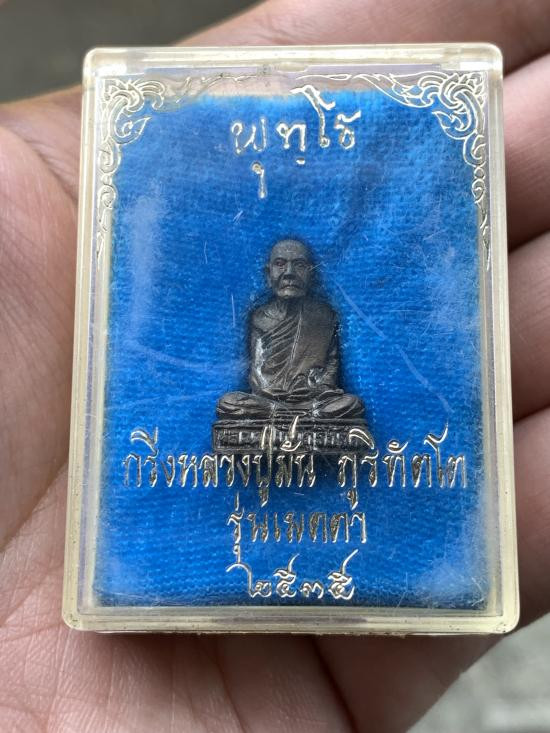 พุทฺโธ
กริ่งหลวงปู่มั่น ภูริทัตโต
รุ่นเมตตา
๒๕๓๕